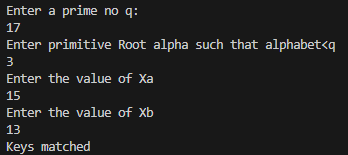 Enter a prime no q:
17
Enter primitive Root alpha such that alphabet<q
3
Enter the value of Xa
15
Enter the value of Xb
13
Keys matched